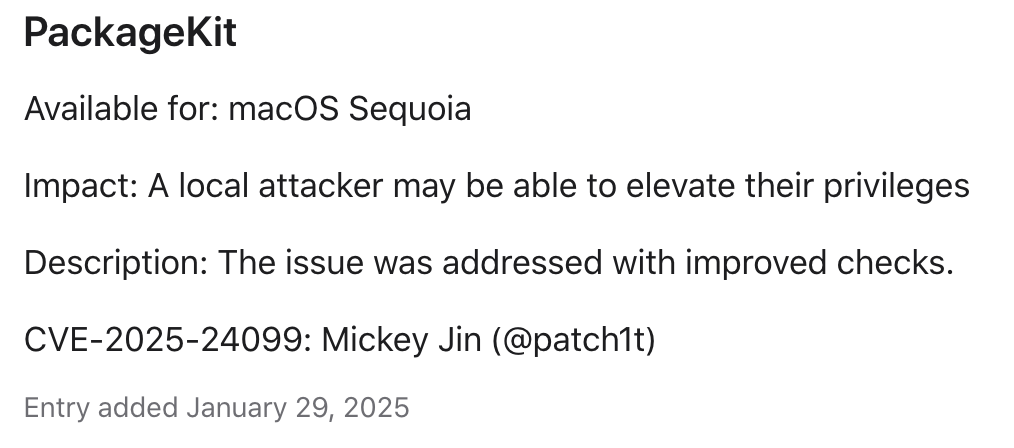 PackageKit
Available for: macOS Sequoia
Impact: A local attacker may be able to elevate their privileges
Description: The issue was addressed with improved checks.
CVE-2025-24099: Mickey Jin (@patch1t)
Entry added January 29, 2025